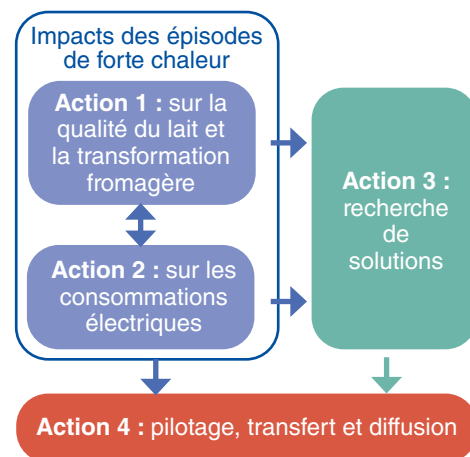 Impacts des épisodes
de forte chaleur
Action 1 : sur la
qualité du lait et
la transformation
fromagère
Action 2 : sur les
consommations
électriques
Action 3 :
recherche
de
solutions
Action 4 : pilotage, transfert et diffusion